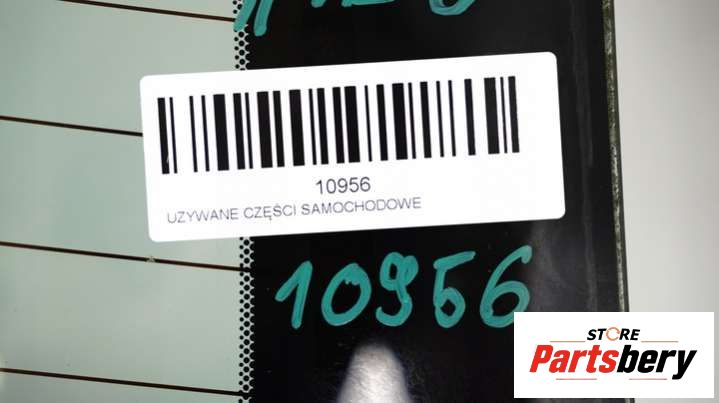 10956
UZYWANE CZĘŚCI SAMOCHODOWE
10956
STORE
Partsbery